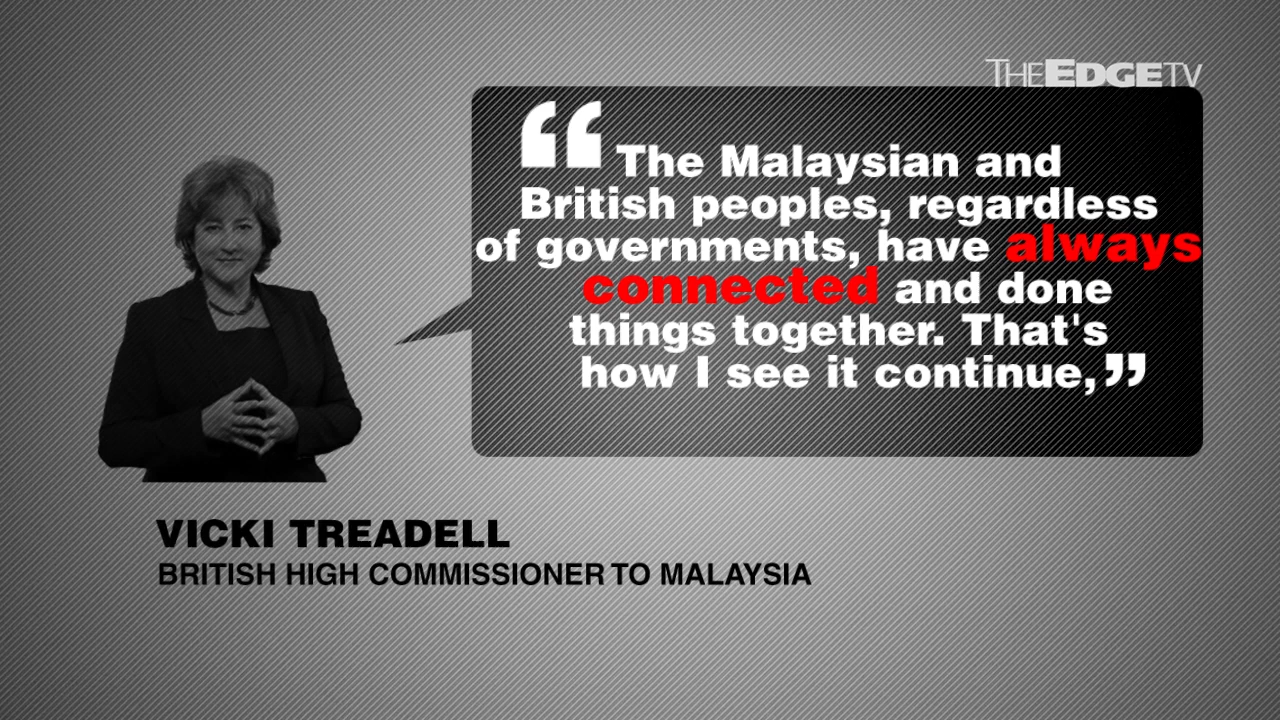 THEEDGETV
“The Malaysian and
British peoples, regardless
of governments, have always
connected and done
things together. That's
how I see it continue,”
VICKI TREADELL
BRITISH HIGH COMMISSIONER TO MALAYSIA